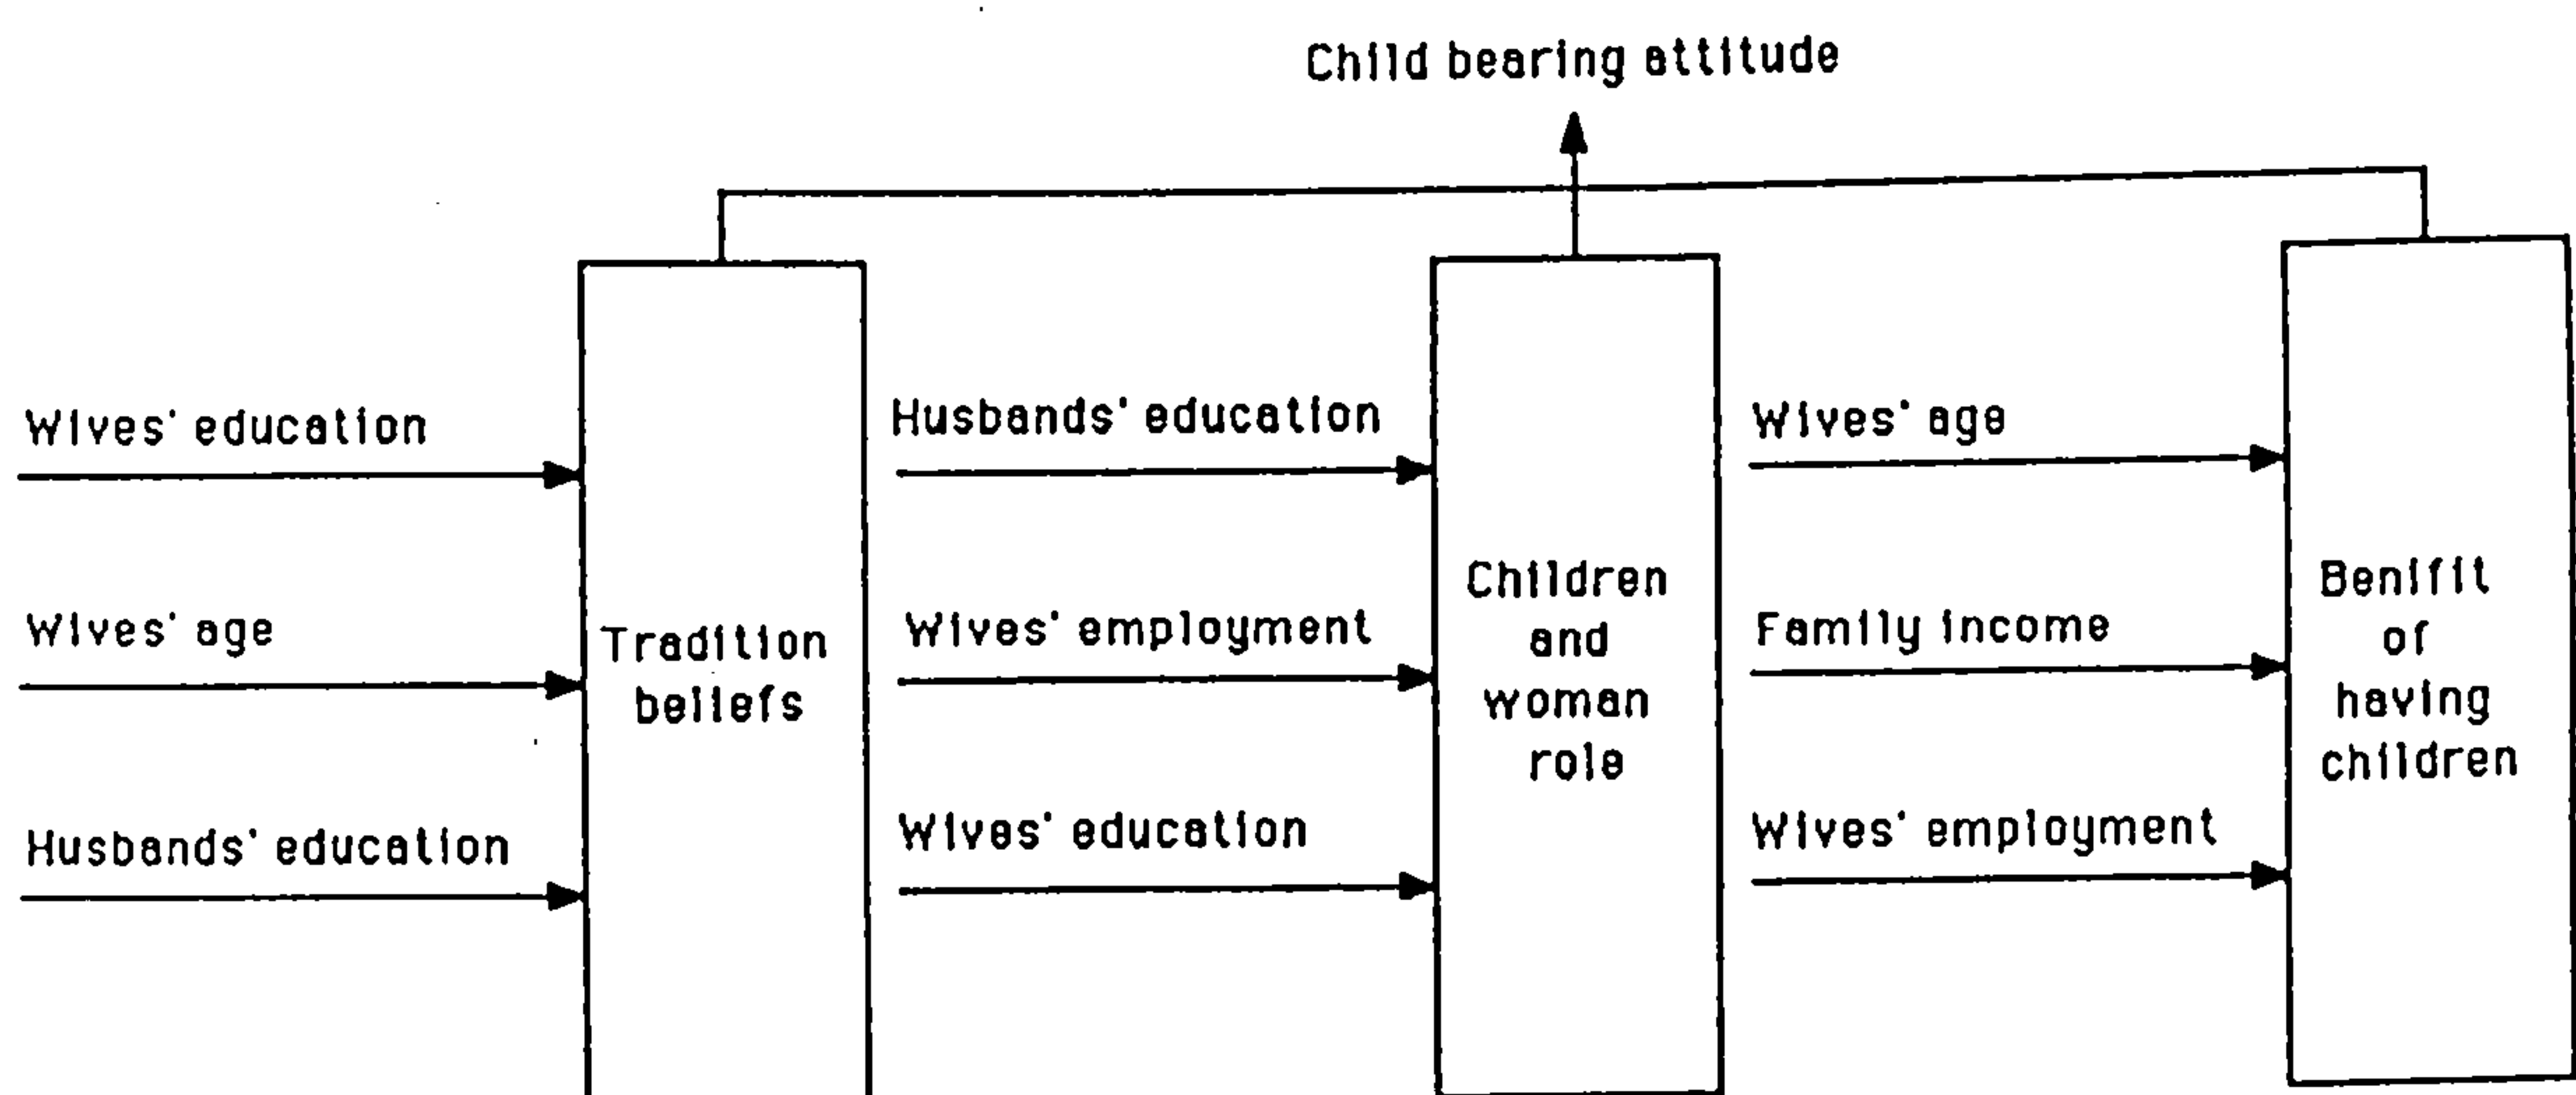 Child bearing attitude
Wives' education
Wives' age
Husbands' education
Tradition
beliefs
Husbands' education
Wives' employment
Wives' education
Children
and
woman
role
Wives' age
Family income
Wives' employment
Benifit
of
having
children